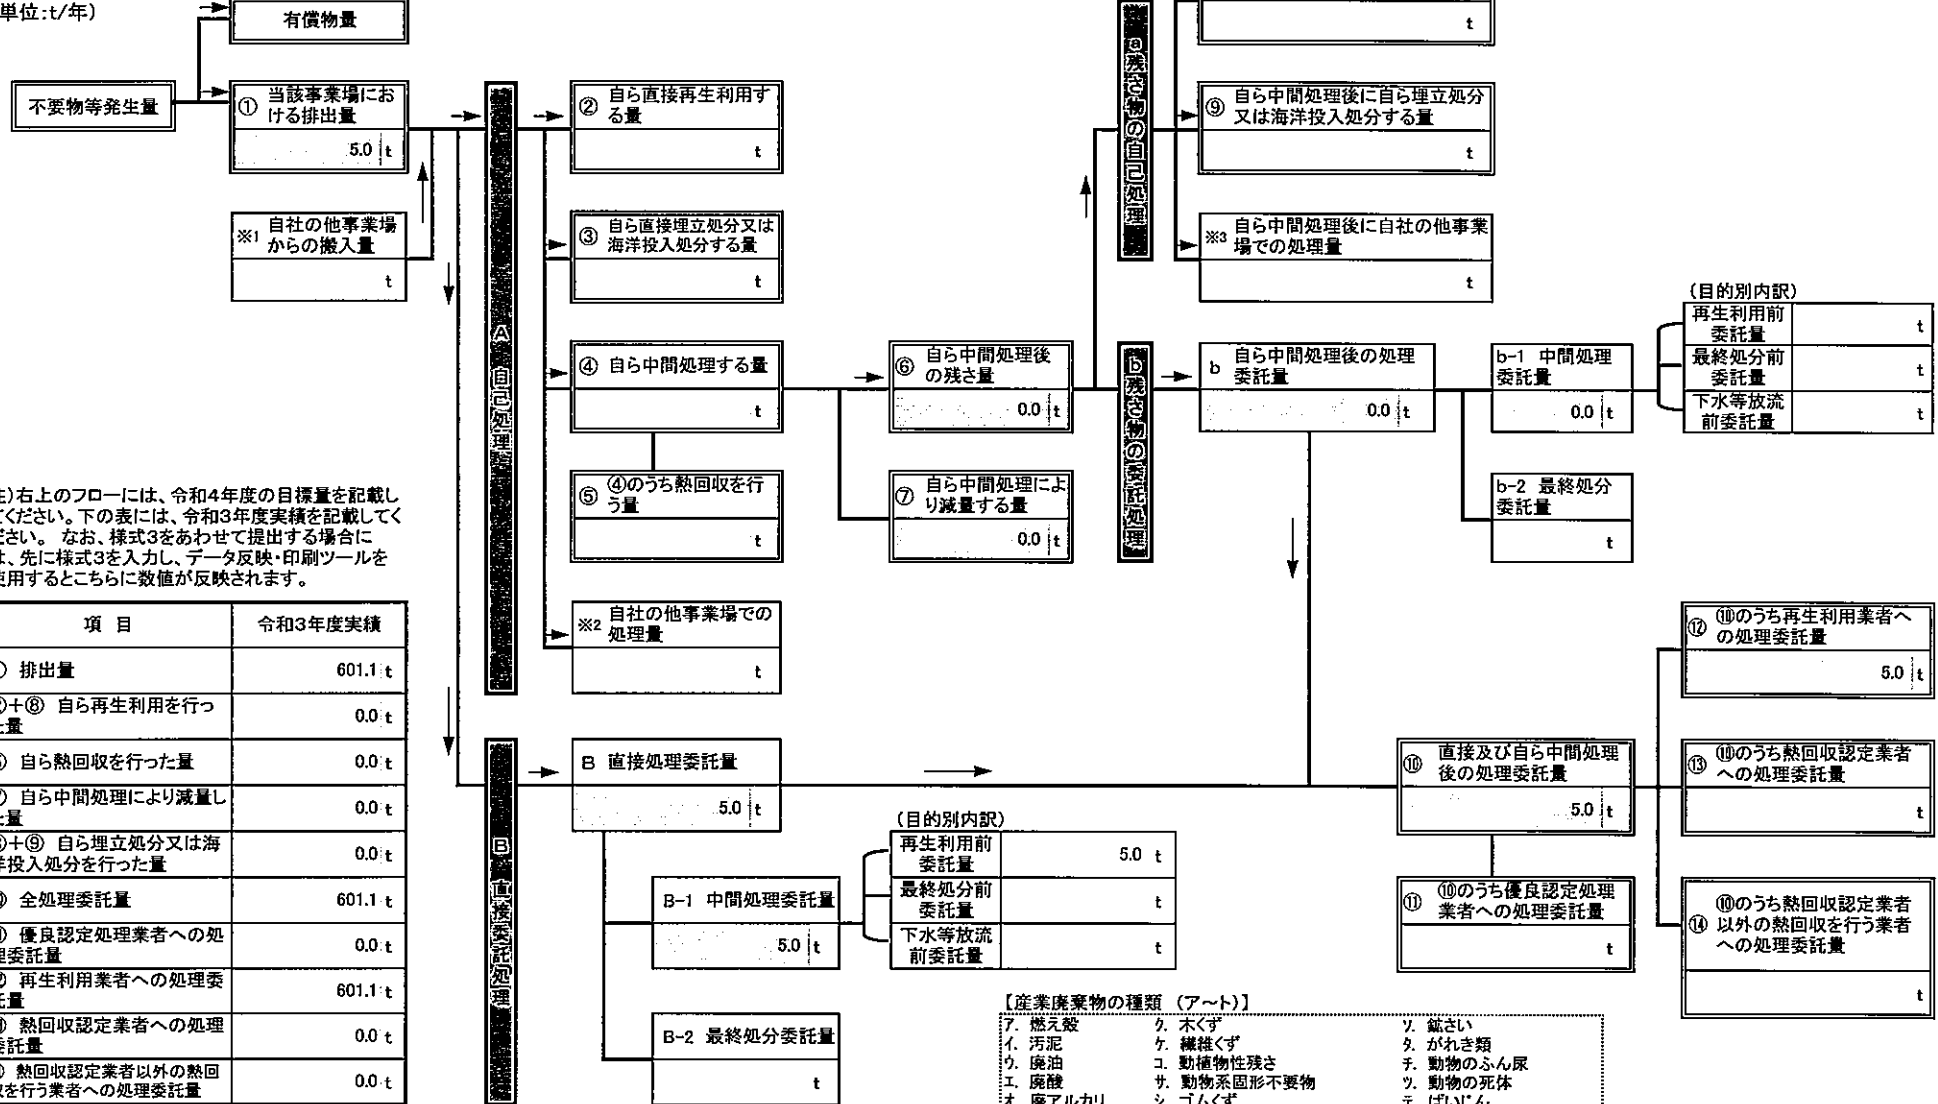 単位:t/年)
有償物量
t
不要物等発生量
① 当該事業場にお
ける排出量
5.0 t
※1 自社の他事業場
からの搬入量
t
A
自己処理
② 自ら直接再生利用す
る量
t
③ 自ら直接埋立処分又は
海洋投入処分する量
t
④ 自ら中間処理する量
t
⑤ ④のうち熱回収を行
う量
t
※2 自社の他事業場での
処理量
t
⑥ 自ら中間処理後
の残さ量
0.0 t
⑦ 自ら中間処理によ
り減量する量
0.0 t
a残さ物の自己処理
⑨ 自ら中間処理後に自ら埋立処分
又は海洋投入処分する量
t
※3 自ら中間処理後に自社の他事業
場での処理量
t
b残さ物の委託処理
b 自ら中間処理後の処理
委託量
0.0 t
b-1 中間処理
委託量
0.0 t
b-2 最終処分
委託量
t
(目的別内訳)
再生利用前
委託量 t
最終処分前
委託量 t
下水等放流
前委託量 t
)右上のフローには、令和4年度の目標量を記載し
ください。下の表には、令和3年度実績を記載してく
ださい。 なお、様式3をあわせて提出する場合に
は、先に様式3を入力し、データ反映・印刷ツールを
使用するとこちらに数値が反映されます。
項 目 令和3年度実績
排出量 601.1 t
+⑧ 自ら再生利用を行っ
た量 0.0 t
自ら熱回収を行った量 0.0 t
自ら中間処理により減量し
た量 0.0 t
+⑨ 自ら埋立処分又は海
洋投入処分を行った量 0.0 t
全処理委託量 601.1 t
優良認定処理業者への処
理委託量 0.0 t
再生利用業者への処理委
託量 601.1 t
熱回収認定業者への処理
委託量 0.0 t
熱回収認定業者以外の熱回
収を行う業者への処理委託量 0.0 t
B
直接委託処理
B 直接処理委託量
5.0 t
B-1 中間処理委託量
5.0 t
B-2 最終処分委託量
t
(目的別内訳)
再生利用前
委託量 5.0 t
最終処分前
委託量 t
下水等放流
前委託量 t
⑩ 直接及び自ら中間処理
後の処理委託量
5.0 t
⑪ ⑩のうち優良認定処理
業者への処理委託量
t
⑫ ⑩のうち再生利用業者へ
の処理委託量
5.0 t
⑬ ⑩のうち熱回収認定業者
への処理委託量
t
⑭ ⑩のうち熱回収認定業者
以外の熱回収を行う業者
への処理委託量
t
【産業廃棄物の種類 (ア~ト)】
ア. 燃え殻 ク. 木くず ソ. 鉱さい
イ. 汚泥 ケ. 繊維くず タ. がれき類
ウ. 廃油 コ. 動植物性残さ チ. 動物のふん尿
エ. 廃酸 サ. 動物系固形不要物 ツ. 動物の死体
オ. 廃アルカリ シ. ゴムくず テ. ばいじん